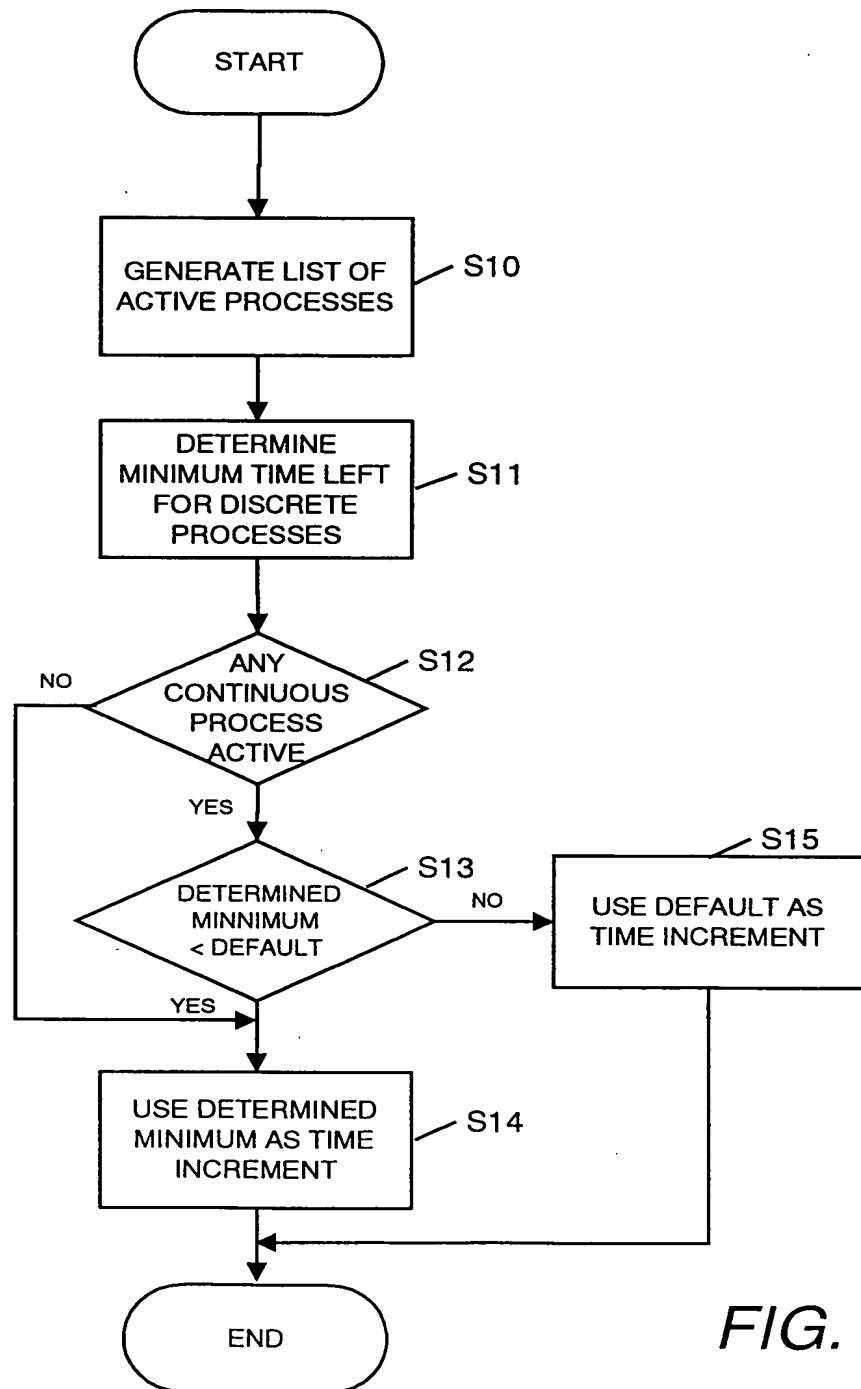 START
GENERATE LIST OF
ACTIVE PROCESSES
S10
DETERMINE
MINIMUM TIME LEFT
FOR DISCRETE
PROCESSES
S11
ANY
CONTINUOUS
PROCESS
ACTIVE
S12
NO
YES
DETERMINED
MINNIMUM
< DEFAULT
S13
NO
YES
S15
USE DEFAULT AS
TIME INCREMENT
USE DETERMINED
MINIMUM AS TIME
INCREMENT
S14
END
FIG.